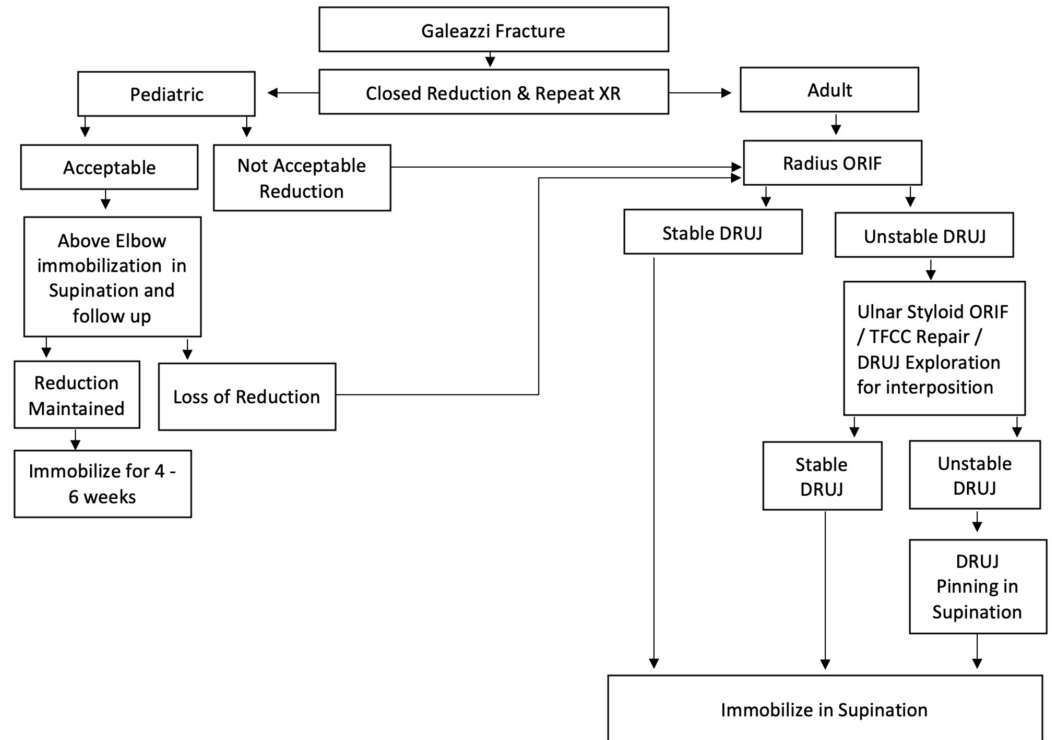 Galeazzi Fracture
Closed Reduction & Repeat XR
Pediatric
Adult
Acceptable
Not Acceptable
Reduction
Radius ORIF
Above Elbow
immobilization in
Supination and
follow up
Stable DRUJ
Unstable DRUJ
Ulnar Styloid ORIF
/ TFCC Repair /
DRUJ Exploration
for interposition
Reduction
Maintained
Loss of Reduction
Immobilize for 4 -
6 weeks
Stable
DRUJ
Unstable
DRUJ
DRUJ
Pinning in
Supination
Immobilize in Supination